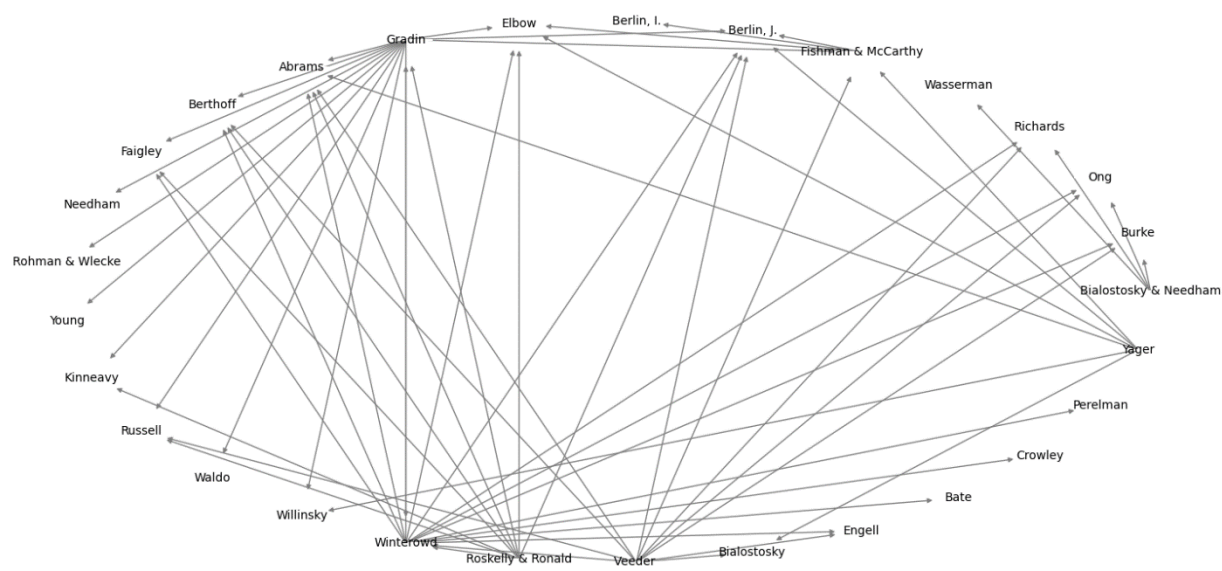 Elbow
Berlin, I.
Berlin, J.
Gradin
Fishman & McCarthy
Abrams
Wasserman
Berthoff
Richards
Faigley
Ong
Needham
Burke
Rohman & Wlecke
Bialostosky & Needham
Young
Yager
Kinneavy
Perelman
Russell
Crowley
Waldo
Bate
Willinsky
Engell
Winterowd
Bialostosky
Roskelly & Ronald
Veeder